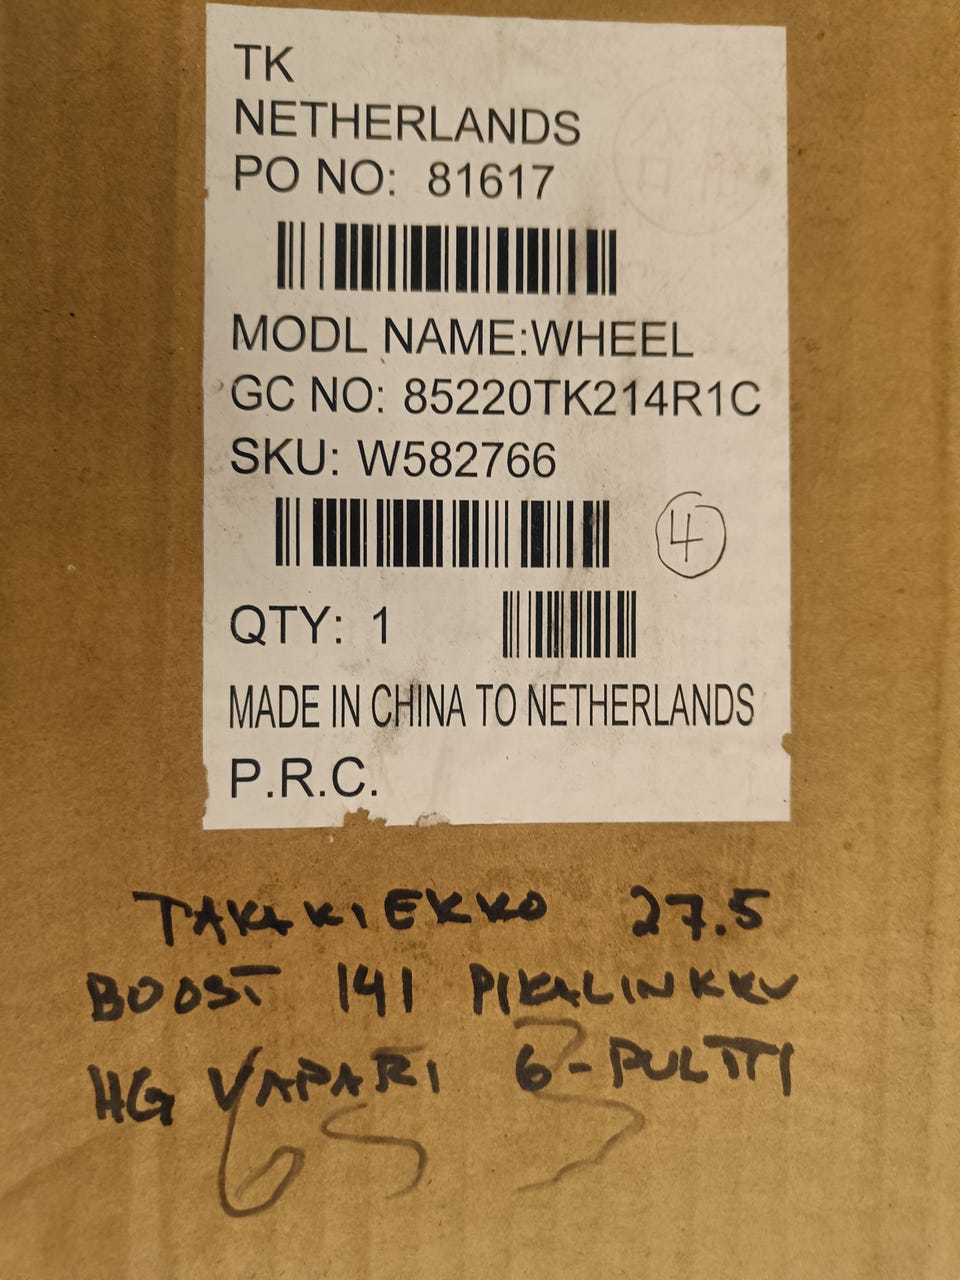 TK
NETHERLANDS
PO NO: 81617
MODL NAME:WHEEL
GC NO: 85220TK214R1C
SKU: W582766
4
QTY: 1
MADE IN CHINA TO NETHERLANDS
P.R.C.
TAKAKIEKKO 27.5
BOOST 141 PIKALINKKU
HG VAPARI 6-PULTTI